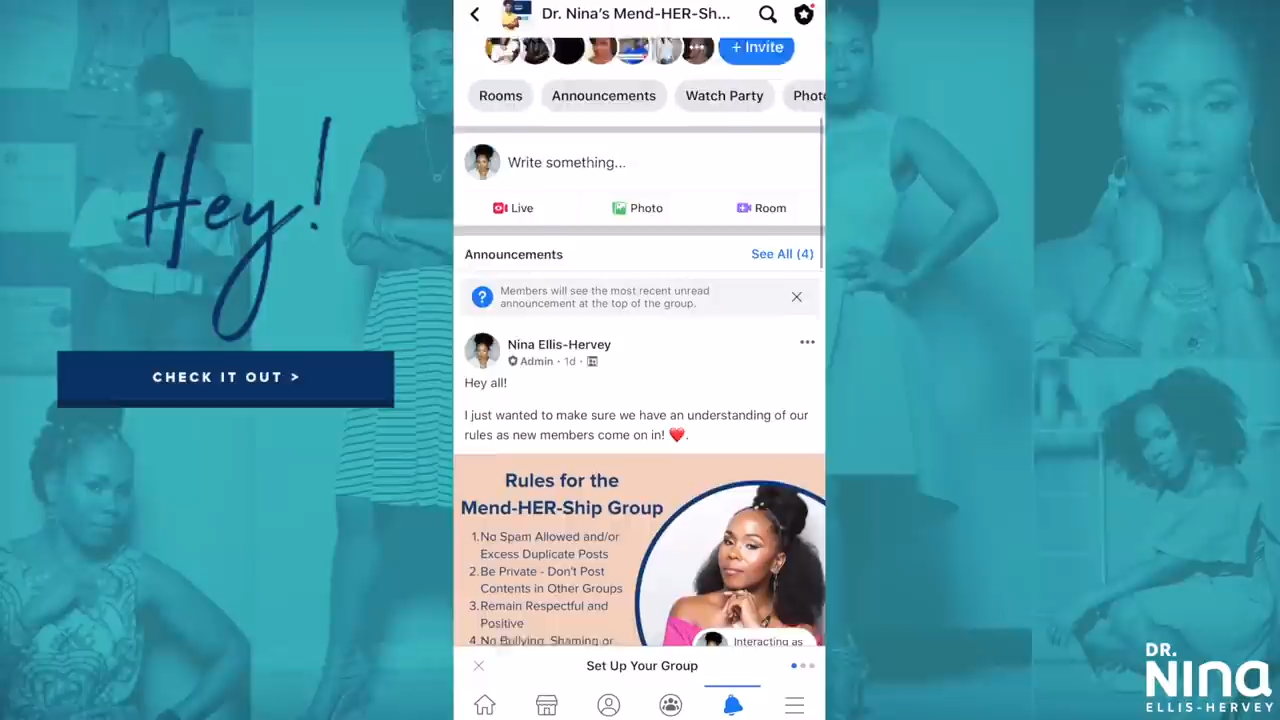 Hey!
CHECK IT OUT >
Dr. Nina's Mend-HER-Sh...
+ Invite
Rooms
Announcements
Watch Party
Write something...
Live
Photo
Room
Announcements
See All (4)
Members will see the most recent unread
announcement at the top of the group.
Nina Ellis-Hervey
Admin · 1d ·
Hey all!
I just wanted to make sure we have an understanding of our
rules as new members come on in! ❤️.
Rules for the
Mend-HER-Ship Group
1.No Spam Allowed and/or
Excess Duplicate Posts
2.Be Private - Don't Post
Contents in Other Groups
3.Remain Respectful and
Positive
4 No Bullying, Shaming or
Interacting as
Set Up Your Group
DR.
Nina
ELLIS-HERVEY